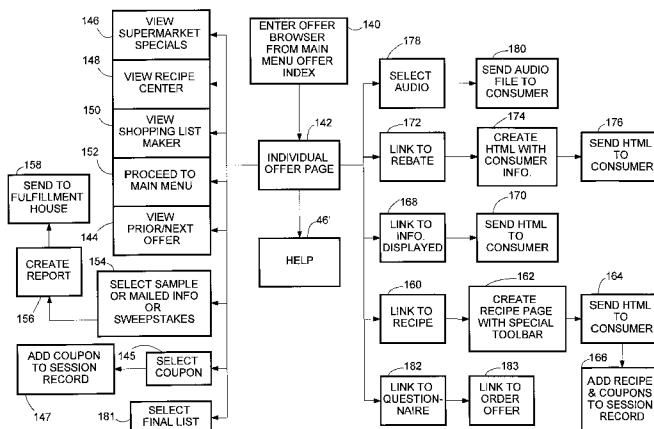 146
VIEW
SUPERMARKET
SPECIALS
148
VIEW RECIPE
CENTER
150
VIEW
SHOPPING LIST
MAKER
152
PROCEED TO
MAIN MENU
144
VIEW
PRIOR/NEXT
OFFER
158
SEND TO
FULFILLMENT
HOUSE
CREATE
REPORT
156
154
SELECT SAMPLE
OR MAILED INFO
OR
SWEEPSTAKES
ADD COUPON
TO SESSION
RECORD
147
145
SELECT
COUPON
181
SELECT
FINAL LIST
ENTER OFFER
BROWSER
FROM MAIN
MENU OFFER
INDEX
140
142
INDIVIDUAL
OFFER PAGE
46'
HELP
178
SELECT
AUDIO
180
SEND AUDIO
FILE TO
CONSUMER
172
LINK TO
REBATE
174
CREATE
HTML WITH
CONSUMER
INFO.
176
SEND HTML
TO
CONSUMER
168
LINK TO
INFO.
DISPLAYED
170
SEND HTML
TO
CONSUMER
160
LINK TO
RECIPE
162
CREATE
RECIPE PAGE
WITH SPECIAL
TOOLBAR
164
SEND HTML
TO
CONSUMER
166
ADD RECIPE
& COUPONS
TO SESSION
RECORD
182
LINK TO
QUESTION-
NAIRE
183
LINK TO
ORDER
OFFER